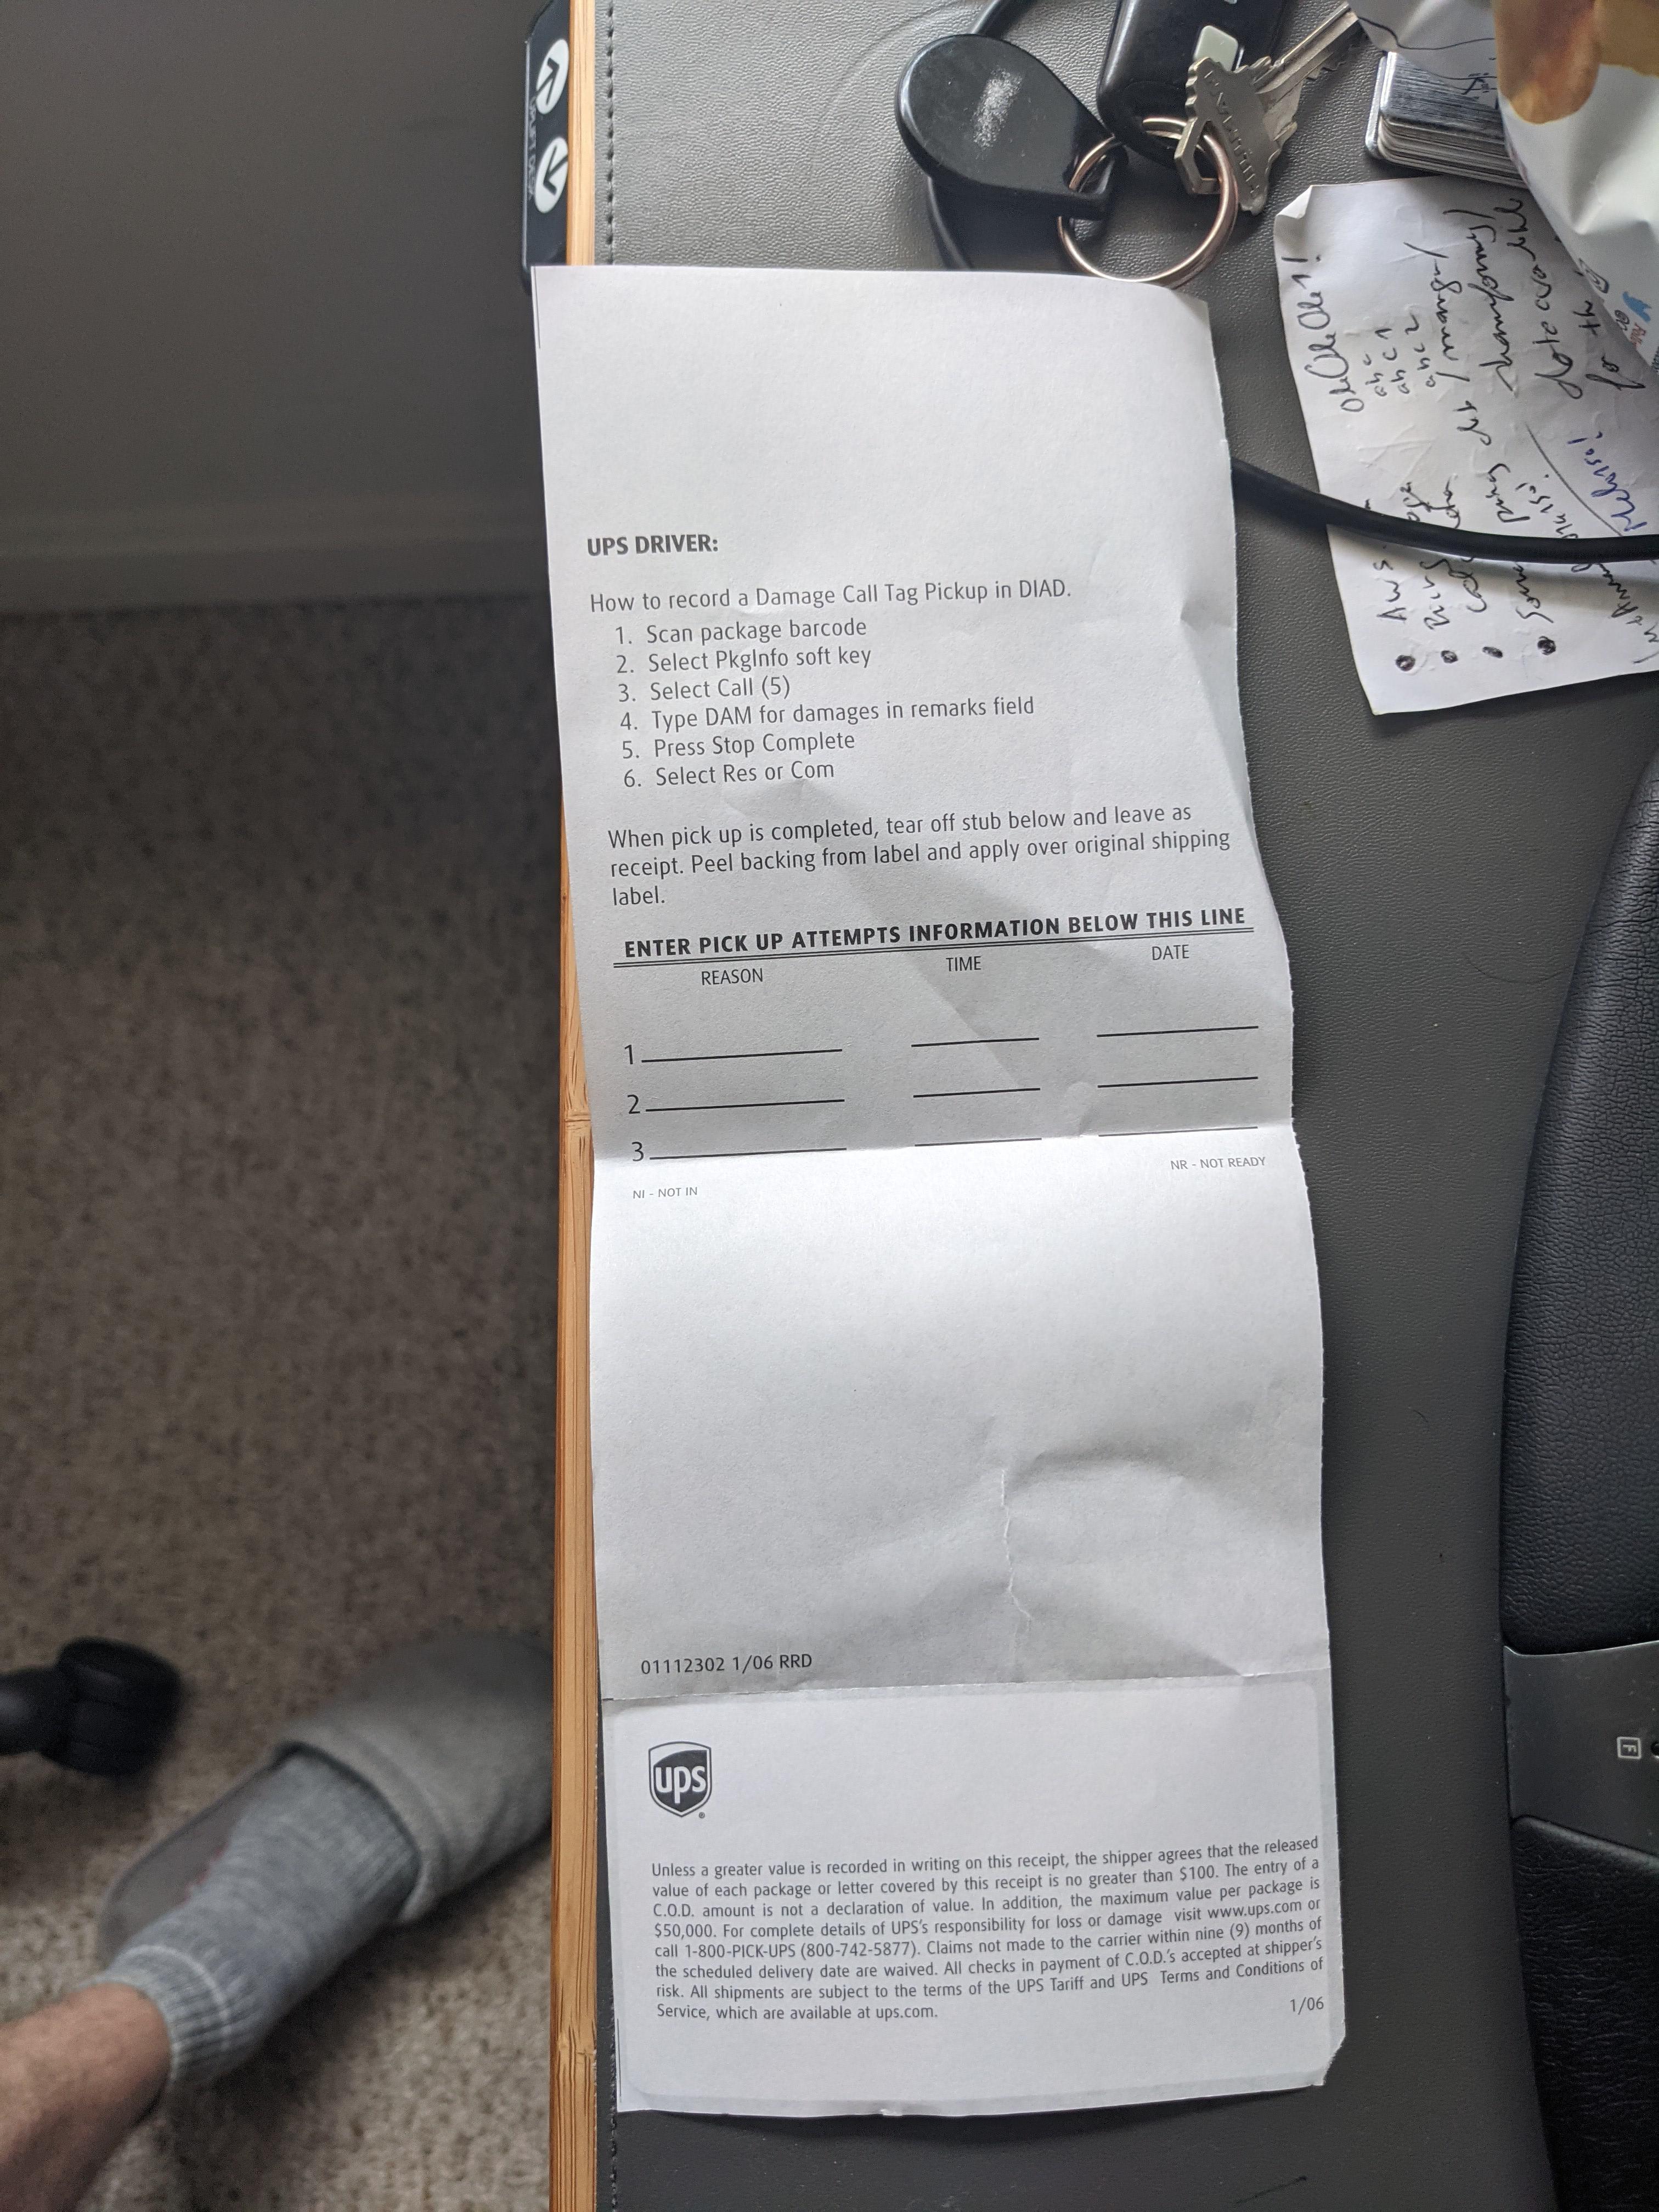 UPS DRIVER:
How to record a Damage Call Tag Pickup in DIAD.
1. Scan package barcode
2. Select PkgInfo soft key
3. Select Call (5)
4. Type DAM for damages in remarks field
5. Press Stop Complete
6. Select Res or Com
When pick up is completed, tear off stub below and leave as
receipt. Peel backing from label and apply over original shipping
label.
ENTER PICK UP ATTEMPTS INFORMATION BELOW THIS LINE
REASON TIME DATE
1
2
3
NI - NOT IN NR - NOT READY
01112302 1/06 RRD
ups
Unless a greater value is recorded in writing on this receipt, the shipper agrees that the released
value of each package or letter covered by this receipt is no greater than $100. The entry of a
C.O.D. amount is not a declaration of value. In addition, the maximum value per package is
$50,000. For complete details of UPS's responsibility for loss or damage visit www.ups.com or
call 1-800-PICK-UPS (800-742-5877). Claims not made to the carrier within nine (9) months of
the scheduled delivery date are waived. All checks in payment of C.O.D.'s accepted at shipper's
risk. All shipments are subject to the terms of the UPS Tariff and UPS Terms and Conditions of
Service, which are available at ups.com.
1/06
abc
abc 1
abc 2
for the
F